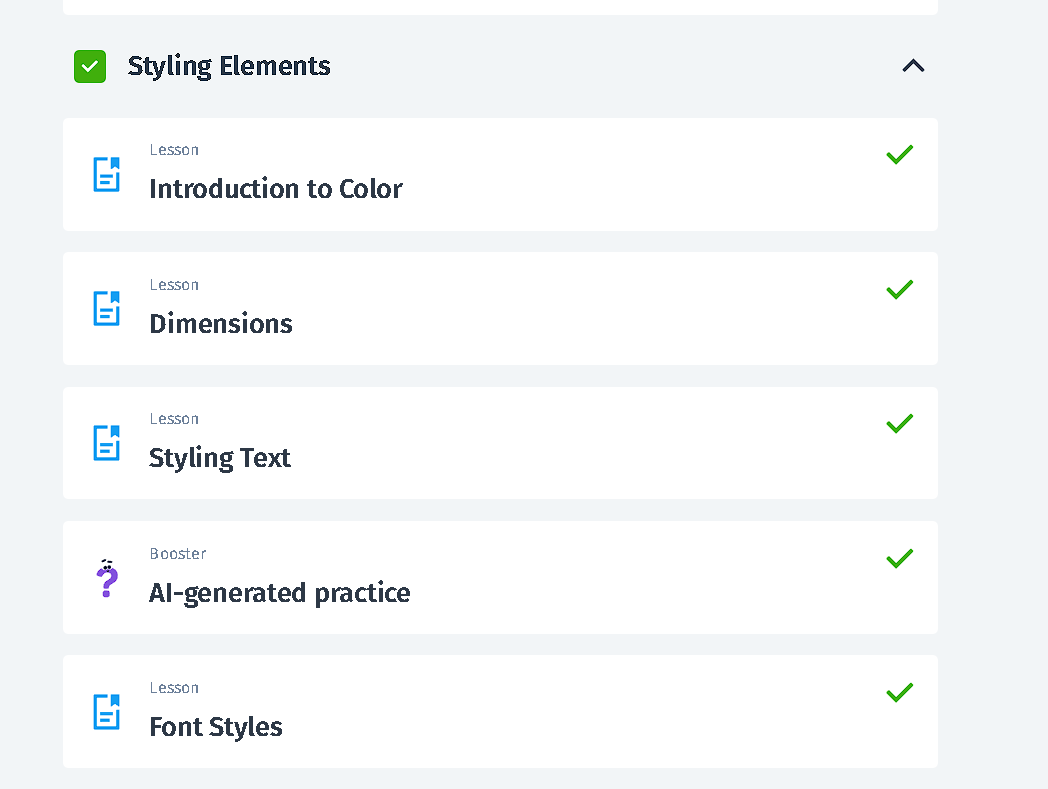 Styling Elements
Lesson
Introduction to Color
Lesson
Dimensions
Lesson
Styling Text
Booster
AI-generated practice
Lesson
Font Styles